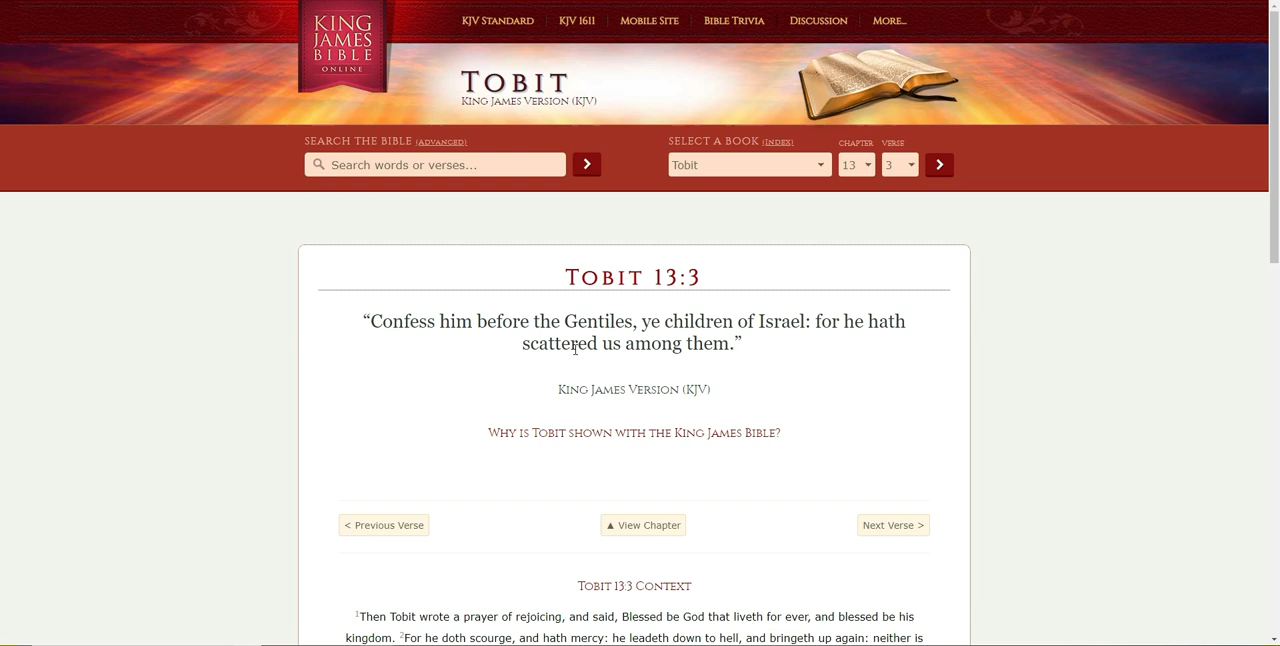 KING
JAMES
BIBLE
ONLINE
KJV Standard KJV 1611 Mobile Site Bible Trivia Discussion More...
Tobit
King James Version (KJV)
Search the Bible (Advanced)
Search words or verses...
Select a Book (Index) Chapter Verse
Tobit 13 3
Tobit 13:3
“Confess him before the Gentiles, ye children of Israel: for he hath
scattered us among them.”
King James Version (KJV)
Why is Tobit shown with the King James Bible?
< Previous Verse ▲ View Chapter Next Verse >
Tobit 13:3 Context
1Then Tobit wrote a prayer of rejoicing, and said, Blessed be God that liveth for ever, and blessed be his
kingdom. 2For he doth scourge, and hath mercy: he leadeth down to hell, and bringeth up again: neither is